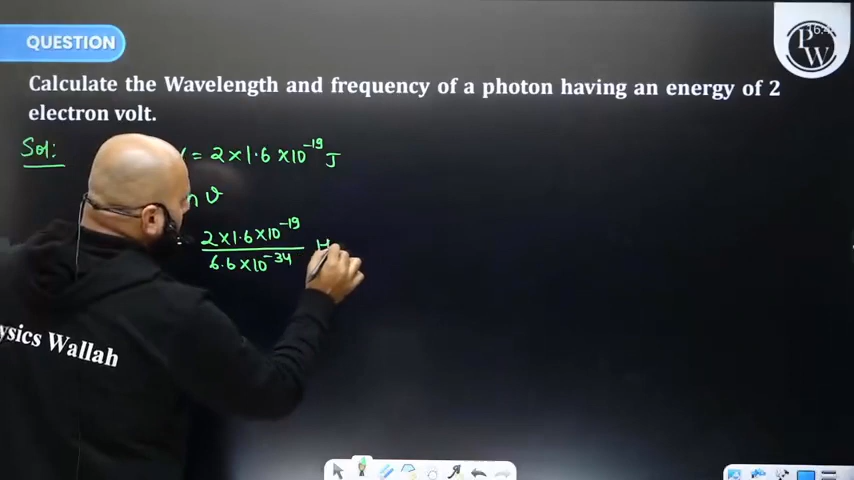 QUESTION
Calculate the Wavelength and frequency of a photon having an energy of 2
electron volt.
Sol:
= 2 × 1.6 × 10⁻¹⁹ J
ν
2 × 1.6 × 10⁻¹⁹
6.6 × 10⁻³⁴
H
ysics Wallah
P
W